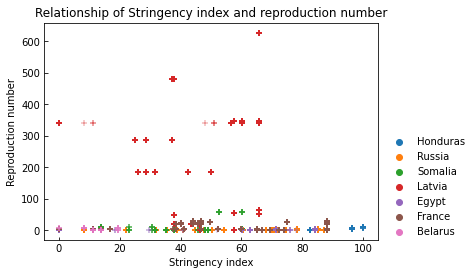 Relationship of Stringency index and reproduction number
Reproduction number
600
500
400
300
200
100
0
0
20
40
60
80
100
Stringency index
Honduras
Russia
Somalia
Latvia
Egypt
France
Belarus